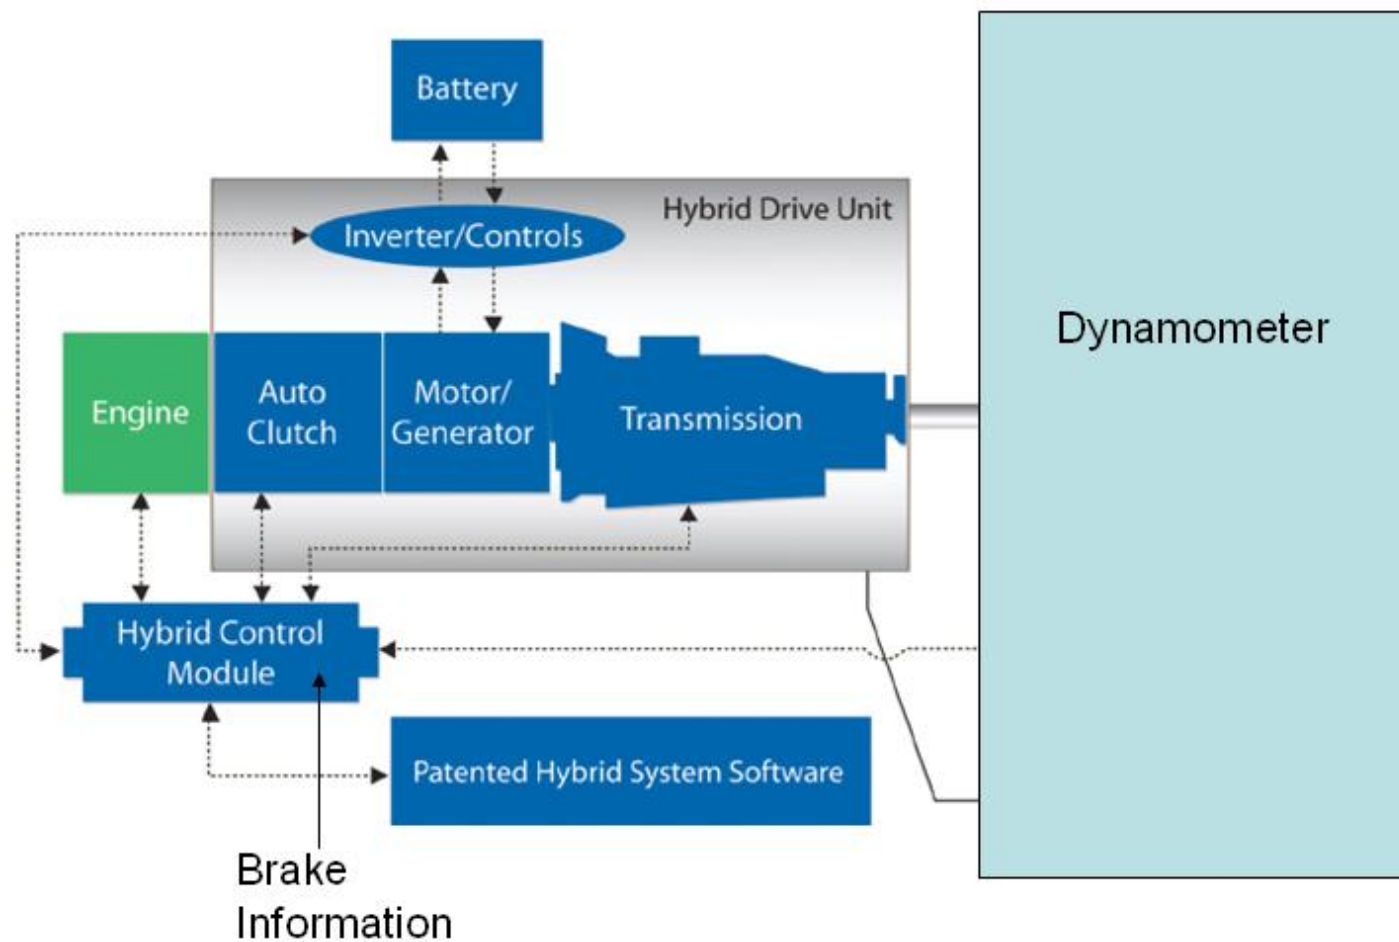 Battery
Hybrid Drive Unit
Inverter/Controls
Dynamometer
Engine
Auto
Clutch
Motor/
Generator
Transmission
Hybrid Control
Module
Patented Hybrid System Software
Brake
Information